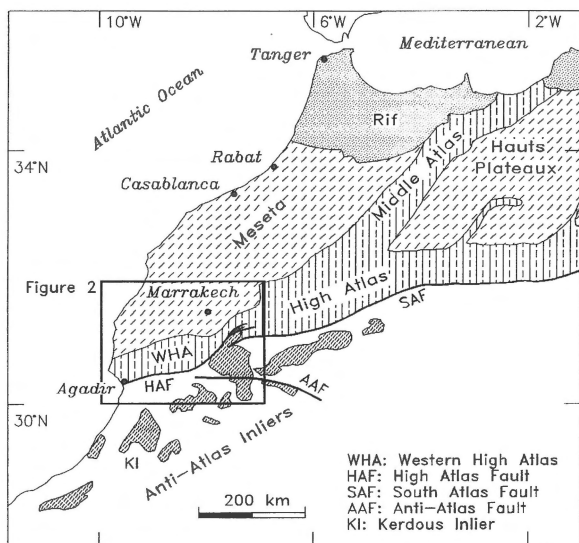 10°W
6°W
2°W
Mediterranean
Tanger
Atlantic Ocean
Rif
34°N
Rabat
Middle Atlas
Hauts
Plateaux
Casablanca
Meseta
Figure 2
Marrakech
High Atlas
SAF
WHA
Agadir
HAF
AAF
30°N
KI
Anti-Atlas Inliers
200 km
WHA: Western High Atlas
HAF: High Atlas Fault
SAF: South Atlas Fault
AAF: Anti-Atlas Fault
KI: Kerdous Inlier